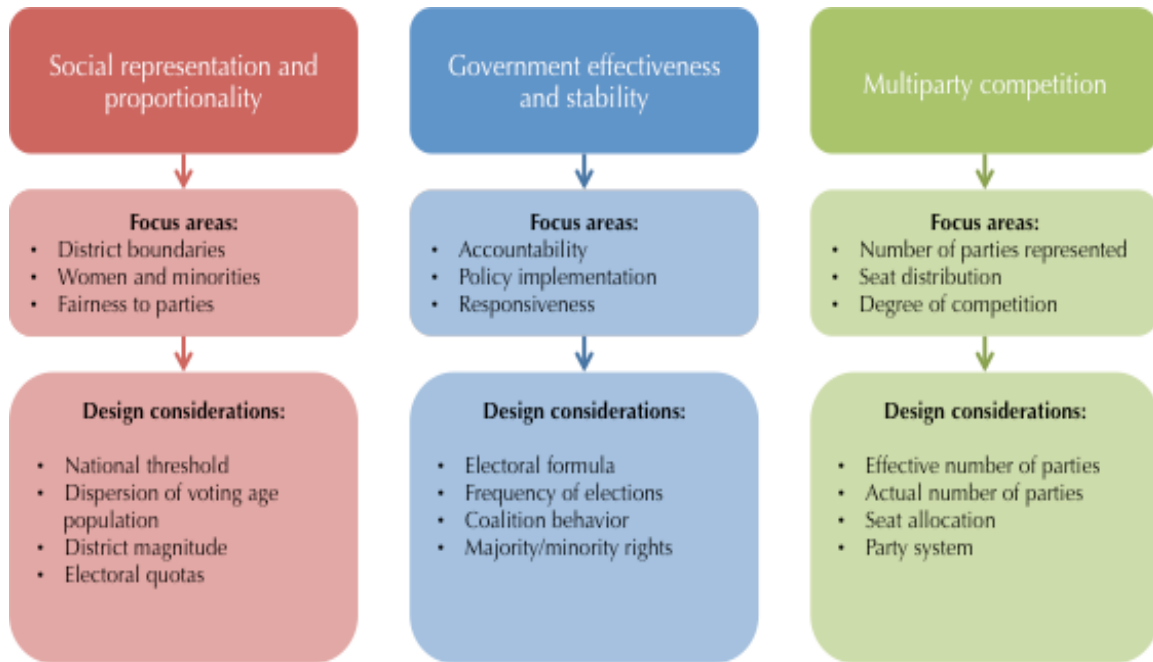 Social representation and
proportionality
Focus areas:
• District boundaries
• Women and minorities
• Fairness to parties
Design considerations:
• National threshold
• Dispersion of voting age
population
• District magnitude
• Electoral quotas
Government effectiveness
and stability
Focus areas:
• Accountability
• Policy implementation
• Responsiveness
Design considerations:
• Electoral formula
• Frequency of elections
• Coalition behavior
• Majority/minority rights
Multiparty competition
Focus areas:
• Number of parties represented
• Seat distribution
• Degree of competition
Design considerations:
• Effective number of parties
• Actual number of parties
• Seat allocation
• Party system